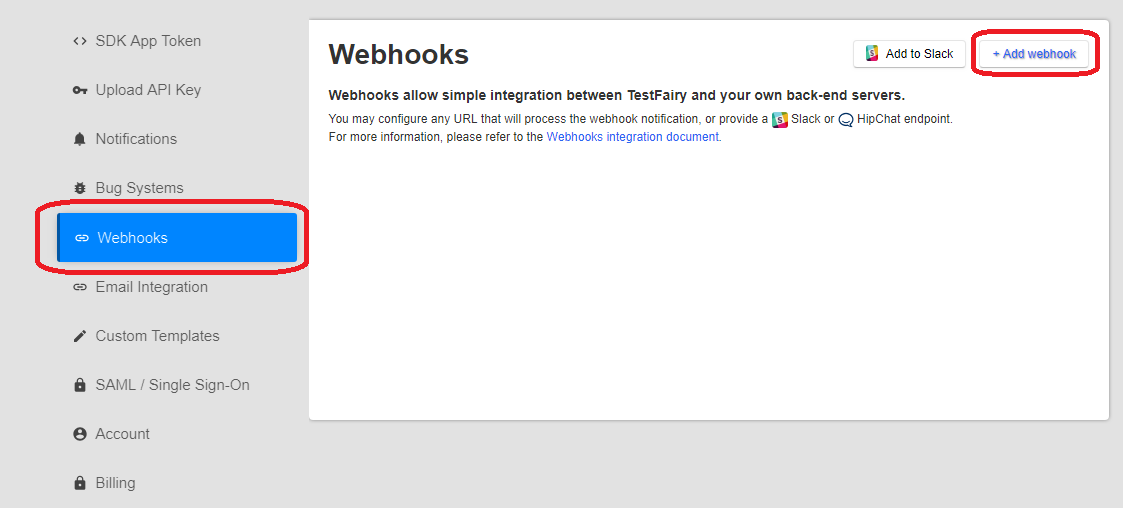 SDK App Token
Upload API Key
Notifications
Bug Systems
Webhooks
Email Integration
Custom Templates
SAML / Single Sign-On
Account
Billing
Webhooks
Add to Slack
+ Add webhook
Webhooks allow simple integration between TestFairy and your own back-end servers.
You may configure any URL that will process the webhook notification, or provide a Slack or HipChat endpoint.
For more information, please refer to the Webhooks integration document.